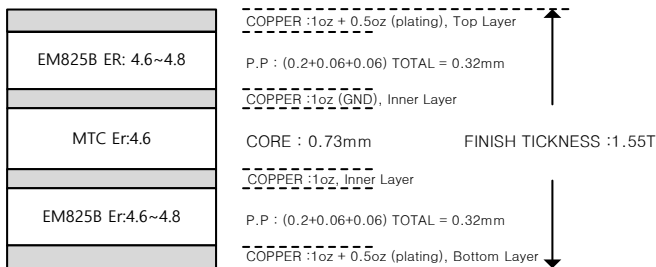 COPPER :1oz + 0.5oz (plating), Top Layer
EM825B ER: 4.6~4.8
P.P : (0.2+0.06+0.06) TOTAL = 0.32mm
COPPER :1oz (GND), Inner Layer
MTC Er:4.6
CORE : 0.73mm
FINISH TICKNESS :1.55T
COPPER :1oz, Inner Layer
EM825B Er:4.6~4.8
P.P : (0.2+0.06+0.06) TOTAL = 0.32mm
COPPER :1oz + 0.5oz (plating), Bottom Layer